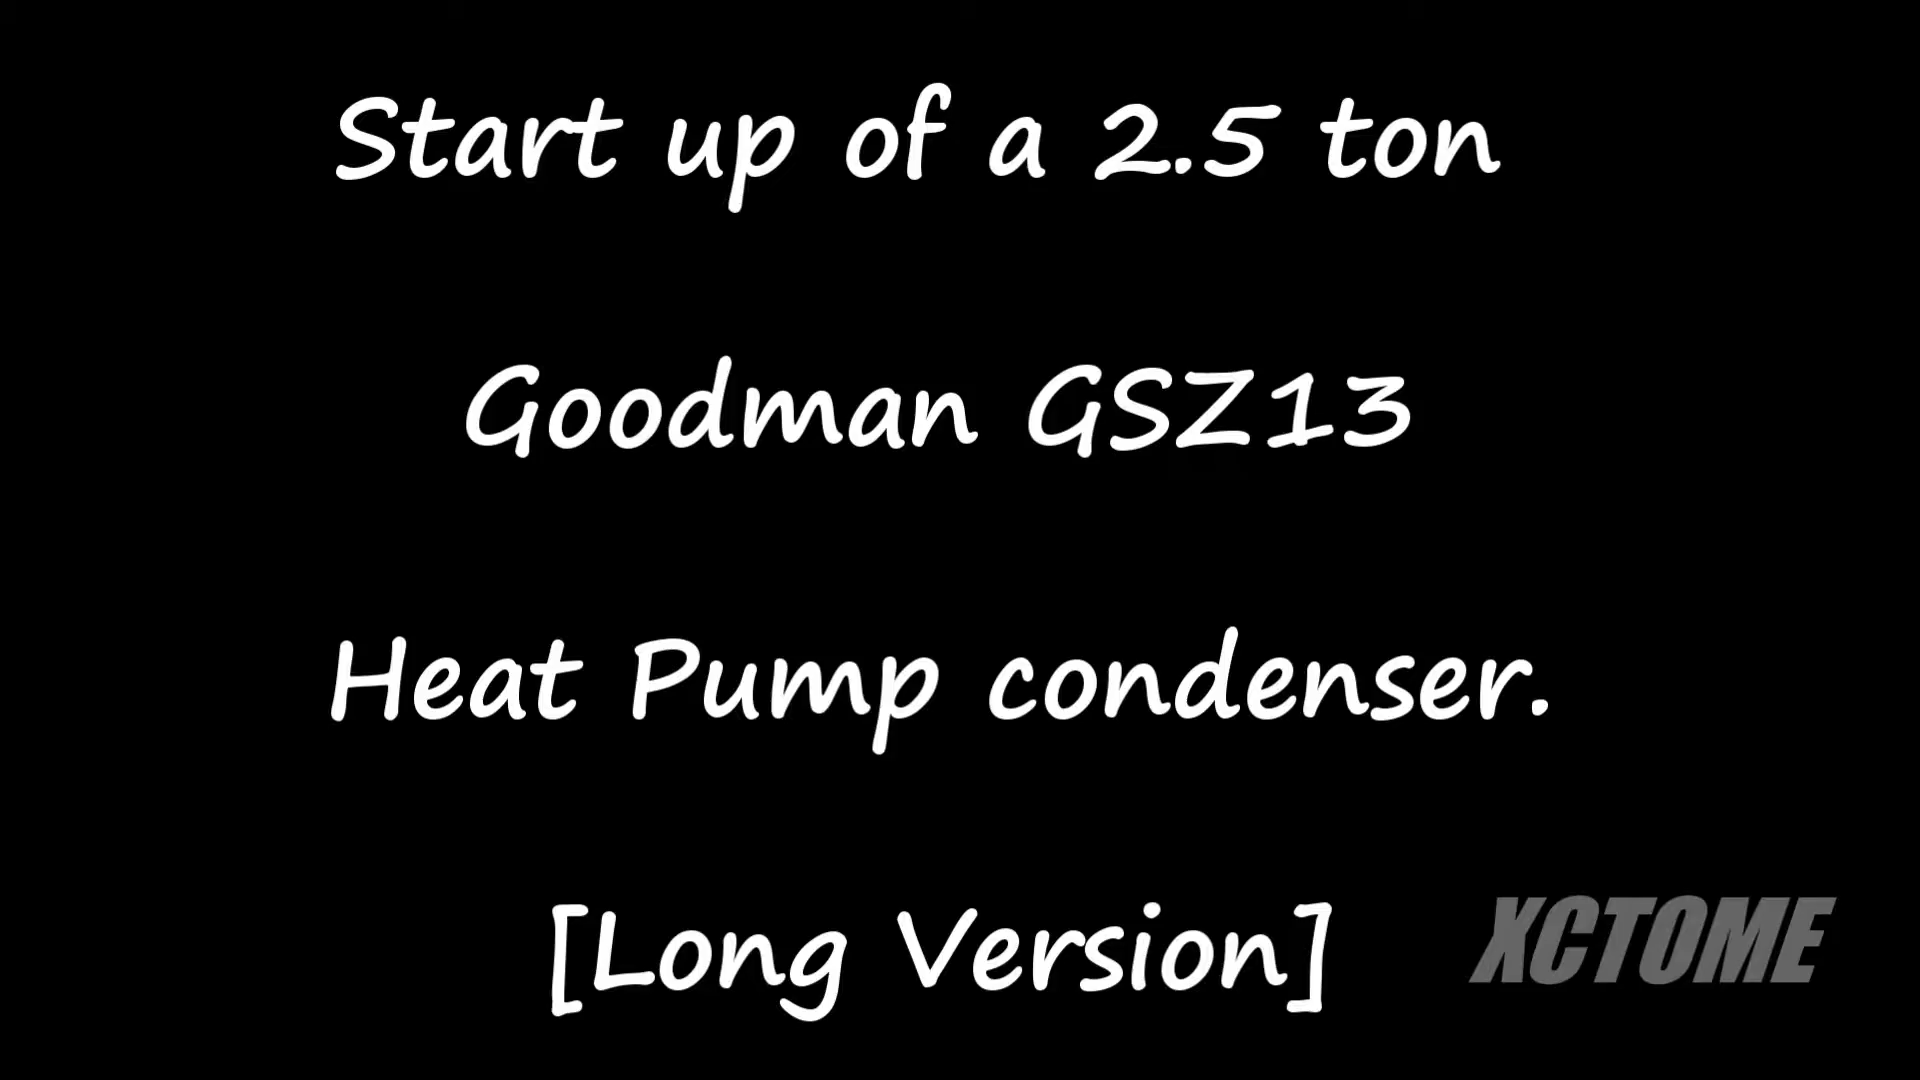 Start up of a 2.5 ton
Goodman GSZ13
Heat Pump condenser.
[Long Version]
XCTOME